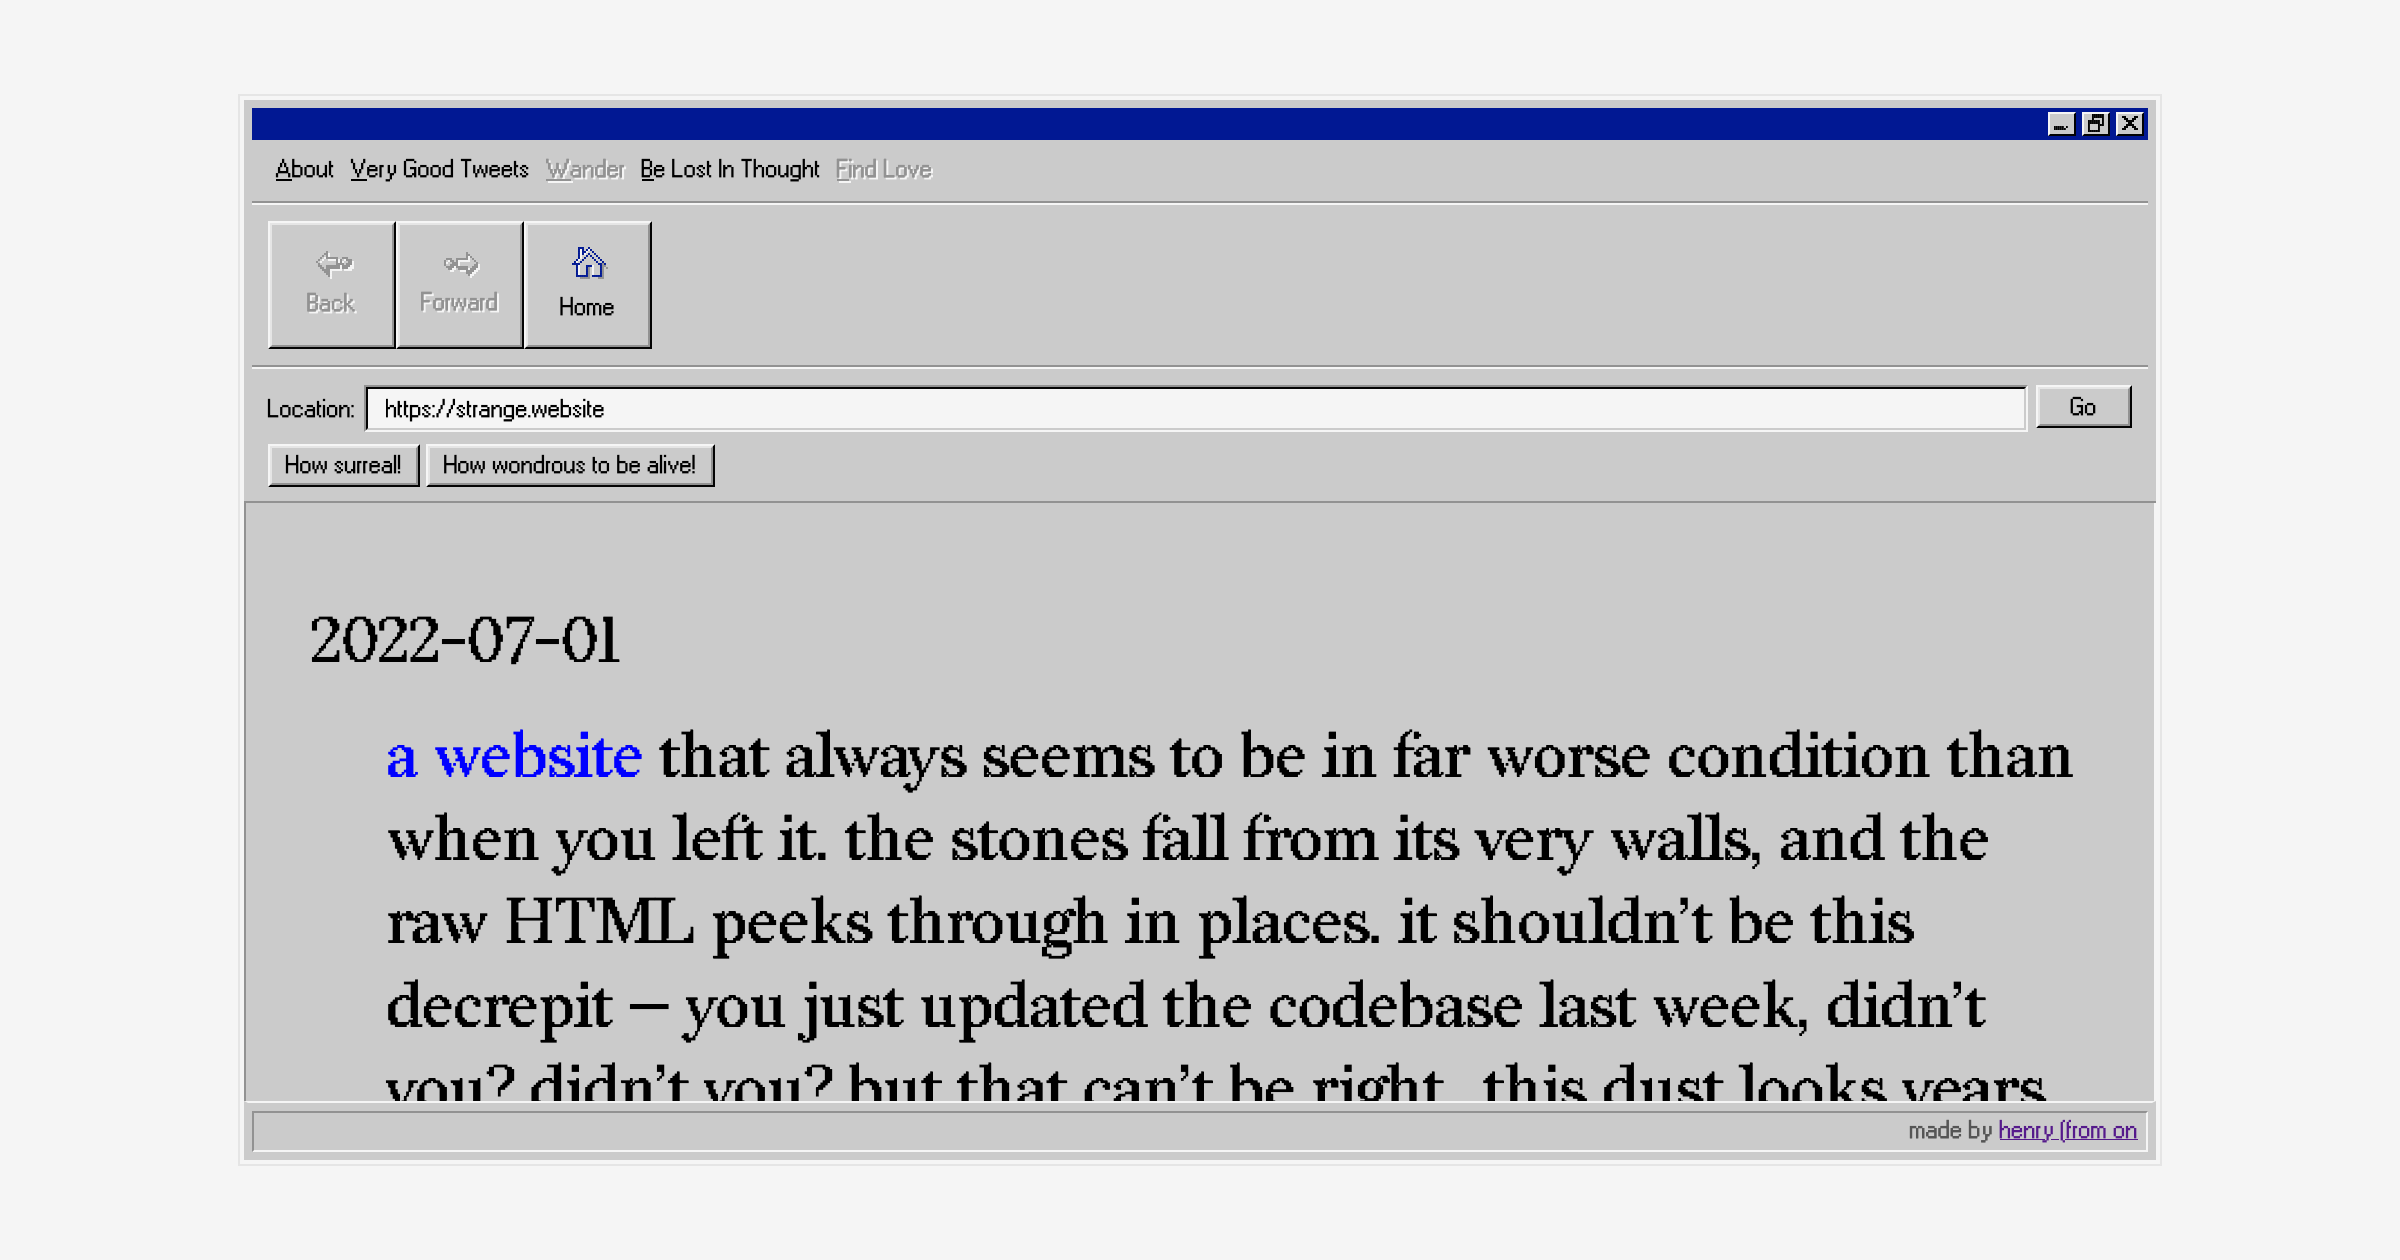 About Very Good Tweets Wander Be Lost In Thought Find Love
Back Forward Home
Location: https://strange.website Go
How surreal! How wondrous to be alive!
2022-07-01
a website that always seems to be in far worse condition than
when you left it. the stones fall from its very walls, and the
raw HTML peeks through in places. it shouldn’t be this
decrepit — you just updated the codebase last week, didn’t
you? didn’t you? but that can’t be right. this dust looks years
made by henry (from on